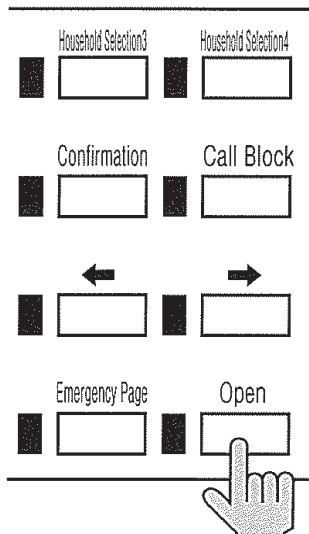 Household Selection3 Household Selection4
Confirmation Call Block
← →
Emergency Page Open